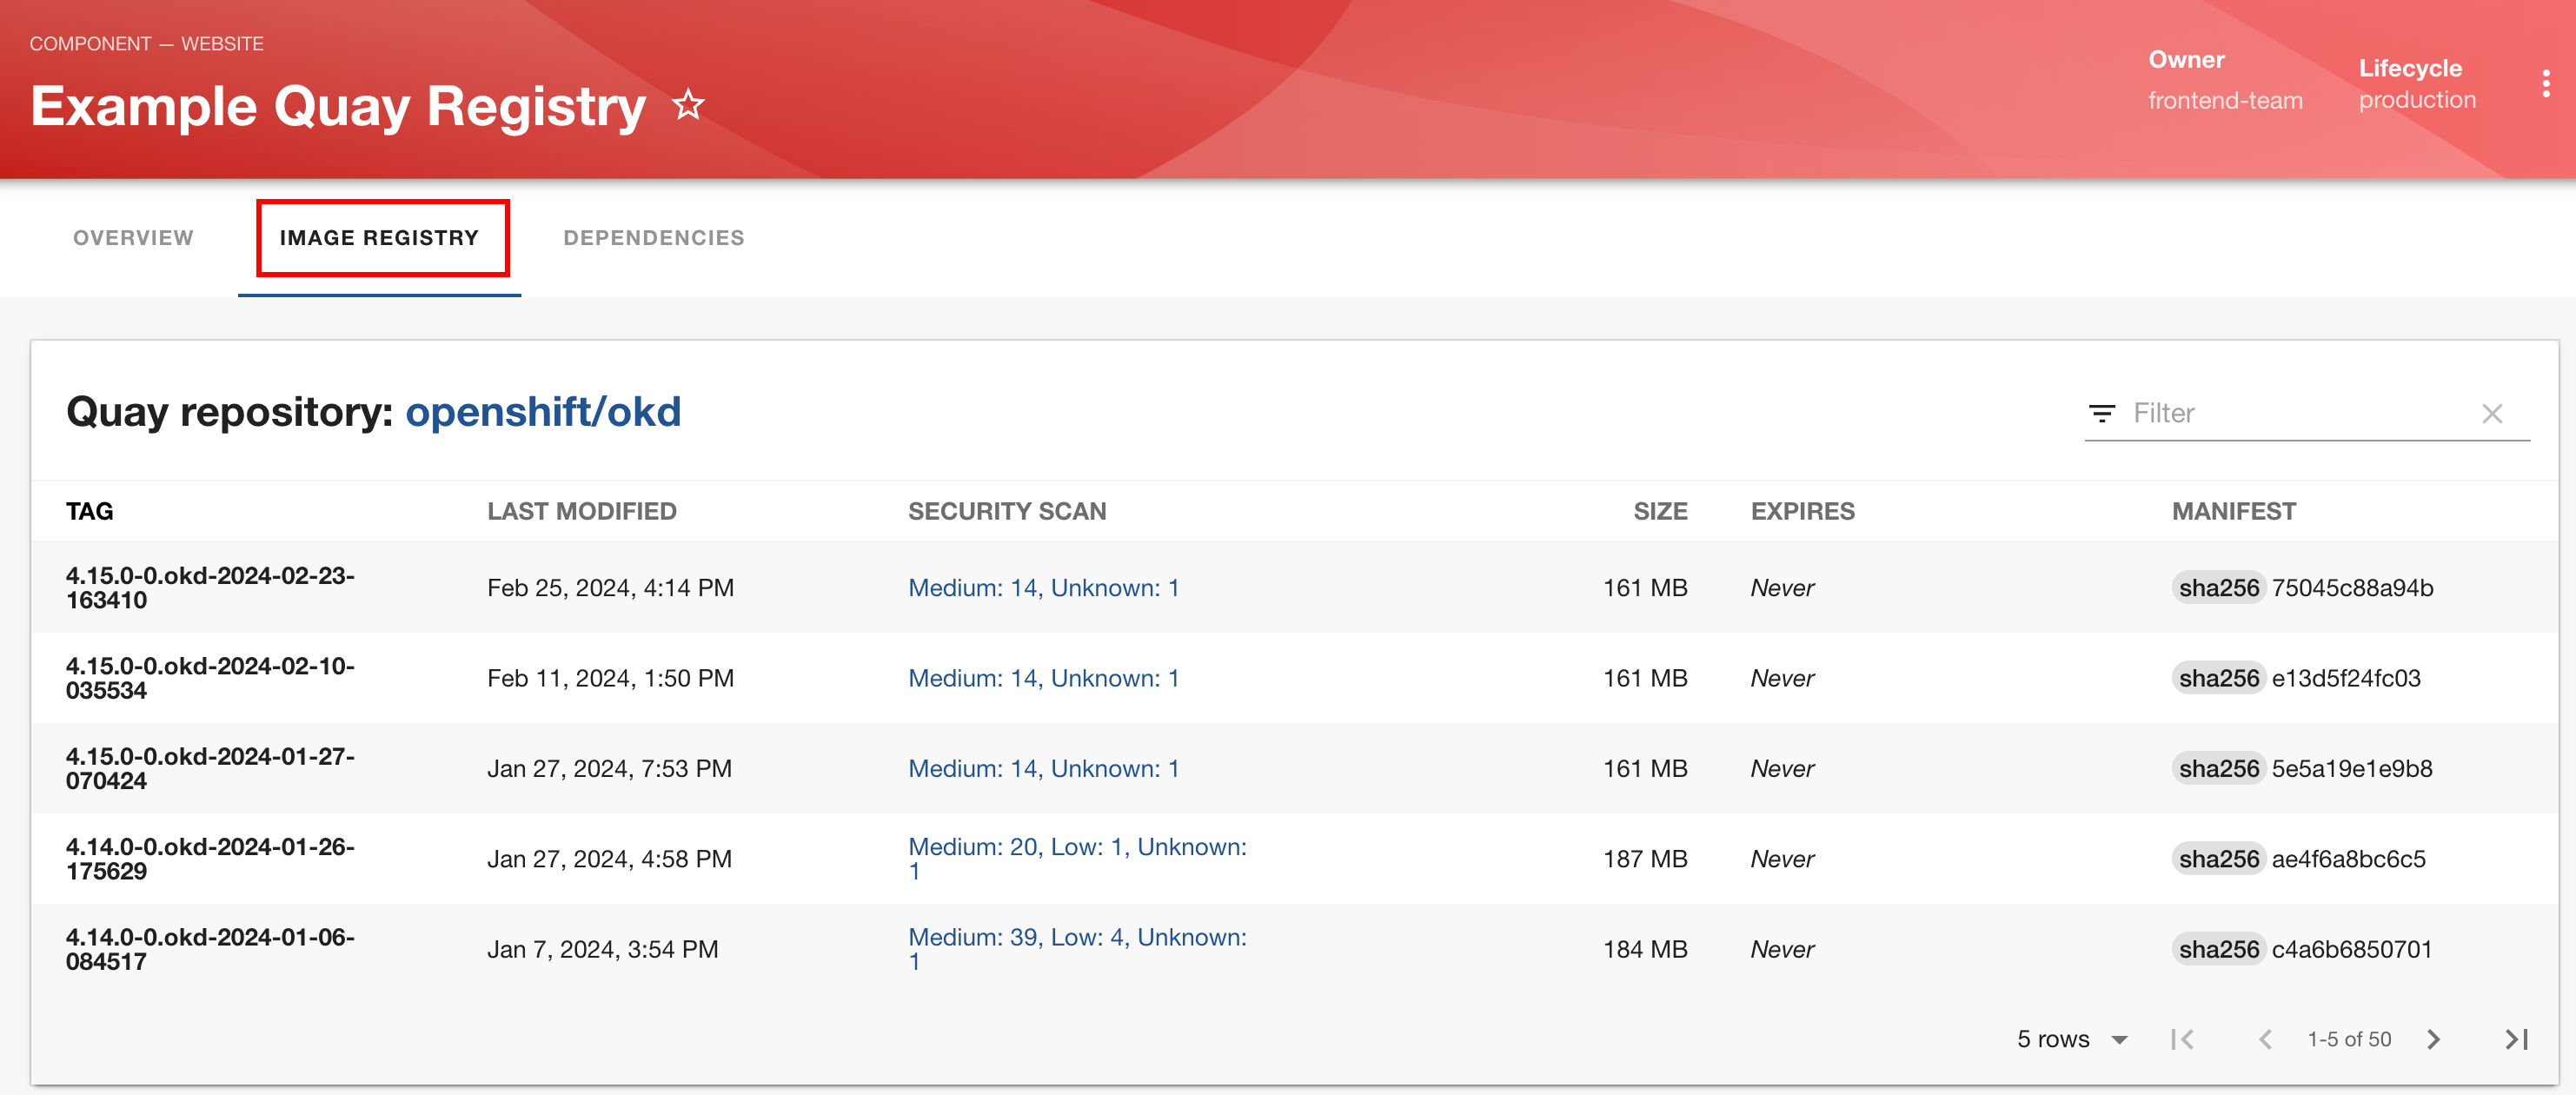 COMPONENT — WEBSITE
Example Quay Registry
Owner
frontend-team
Lifecycle
production
OVERVIEW
IMAGE REGISTRY
DEPENDENCIES
Quay repository: openshift/okd
Filter
TAG LAST MODIFIED SECURITY SCAN SIZE EXPIRES MANIFEST
4.15.0-0.okd-2024-02-23-
163410
Feb 25, 2024, 4:14 PM
Medium: 14, Unknown: 1
161 MB
Never
sha256 75045c88a94b
4.15.0-0.okd-2024-02-10-
035534
Feb 11, 2024, 1:50 PM
Medium: 14, Unknown: 1
161 MB
Never
sha256 e13d5f24fc03
4.15.0-0.okd-2024-01-27-
070424
Jan 27, 2024, 7:53 PM
Medium: 14, Unknown: 1
161 MB
Never
sha256 5e5a19e1e9b8
4.14.0-0.okd-2024-01-26-
175629
Jan 27, 2024, 4:58 PM
Medium: 20, Low: 1, Unknown:
1
187 MB
Never
sha256 ae4f6a8bc6c5
4.14.0-0.okd-2024-01-06-
084517
Jan 7, 2024, 3:54 PM
Medium: 39, Low: 4, Unknown:
1
184 MB
Never
sha256 c4a6b6850701
5 rows
1-5 of 50